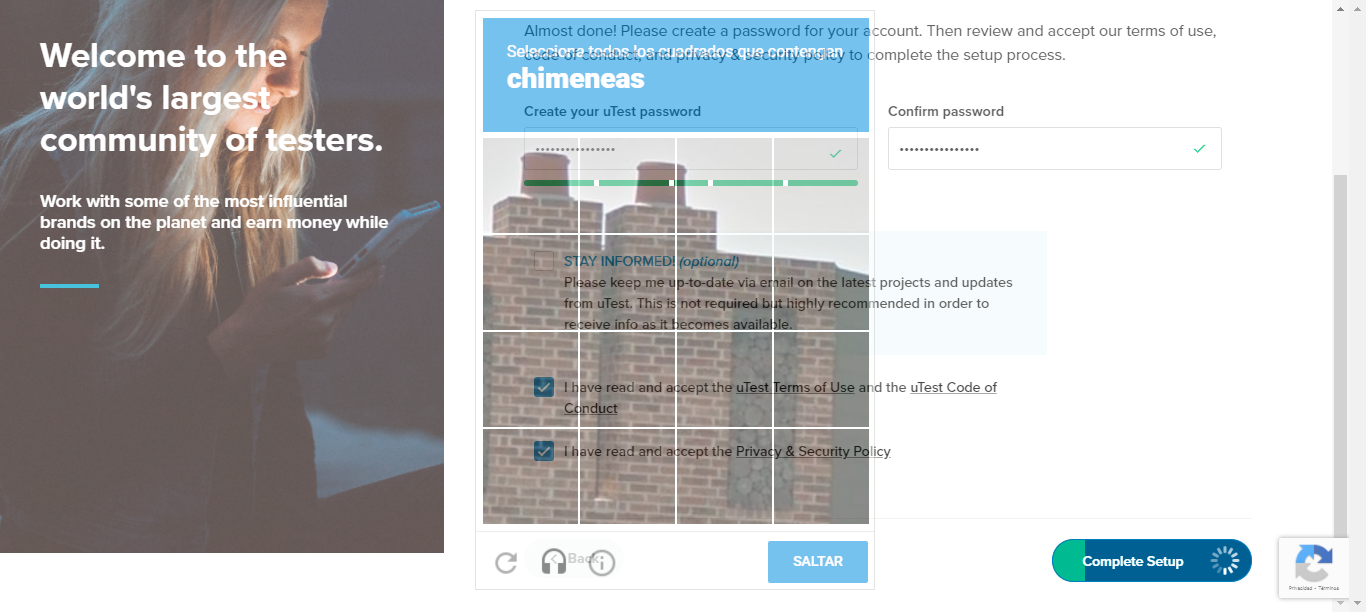 Welcome to the
world's largest
community of testers.
Work with some of the most influential
brands on the planet and earn money while
doing it.
Almost done! Please create a password for your account. Then review and accept our terms of use,
code of conduct, and privacy & security policy to complete the setup process.
Selecciona todos los cuadrados que contengan
chimeneas
Create your uTest password
Confirm password
••••••••••••••••
••••••••••••••••
STAY INFORMED! (optional)
Please keep me up-to-date via email on the latest projects and updates
from uTest. This is not required but highly recommended in order to
receive info as it becomes available.
I have read and accept the uTest Terms of Use and the uTest Code of
Conduct
I have read and accept the Privacy & Security Policy
Back
SALTAR
Complete Setup
Privacidad - Términos